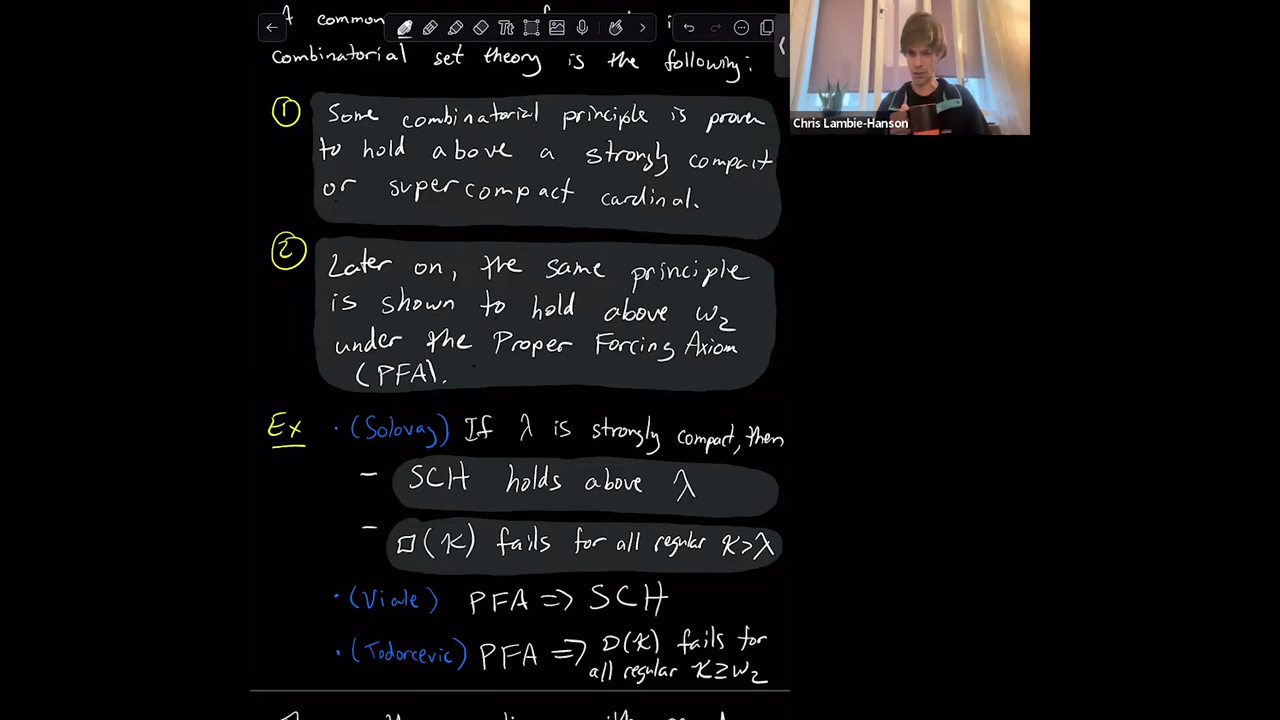 A common
combinatorial set theory is the following:
① Some combinatorial principle is proven
to hold above a strongly compact
or supercompact cardinal.
② Later on, the same principle
is shown to hold above ω₂
under the Proper Forcing Axiom
(PFA).
Ex · (Solovay) If λ is strongly compact, then
– SCH holds above λ
– □(κ) fails for all regular κ>λ
· (Viale) PFA ⇒ SCH
· (Todorcevic) PFA ⇒ □(κ) fails for
all regular κ≥ω₂
Chris Lambie-Hanson